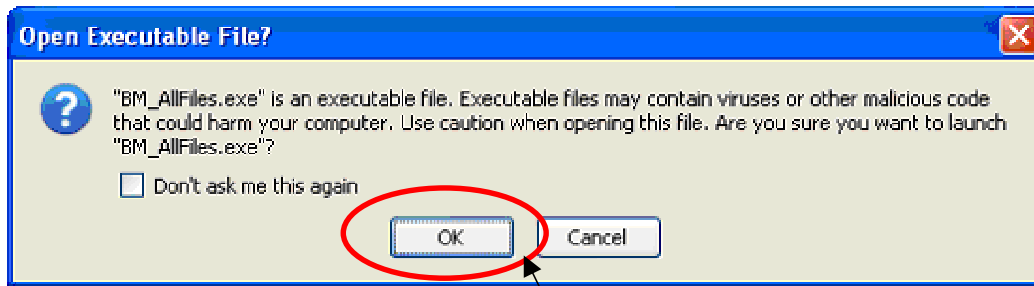 Open Executable File?
"BM_AllFiles.exe" is an executable file. Executable files may contain viruses or other malicious code
that could harm your computer. Use caution when opening this file. Are you sure you want to launch
"BM_AllFiles.exe"?
Don't ask me this again
OK Cancel